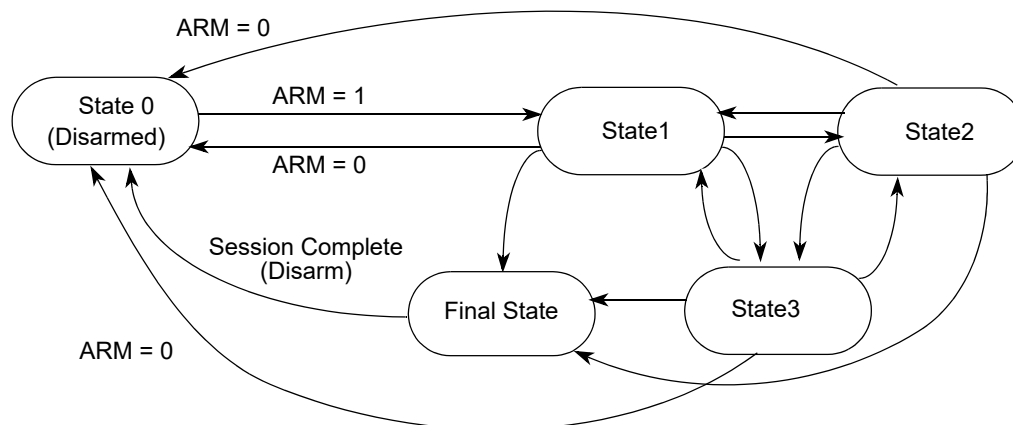 ARM = 0
State 0
(Disarmed)
ARM = 1
ARM = 0
State1
State2
Session Complete
(Disarm)
Final State
State3
ARM = 0